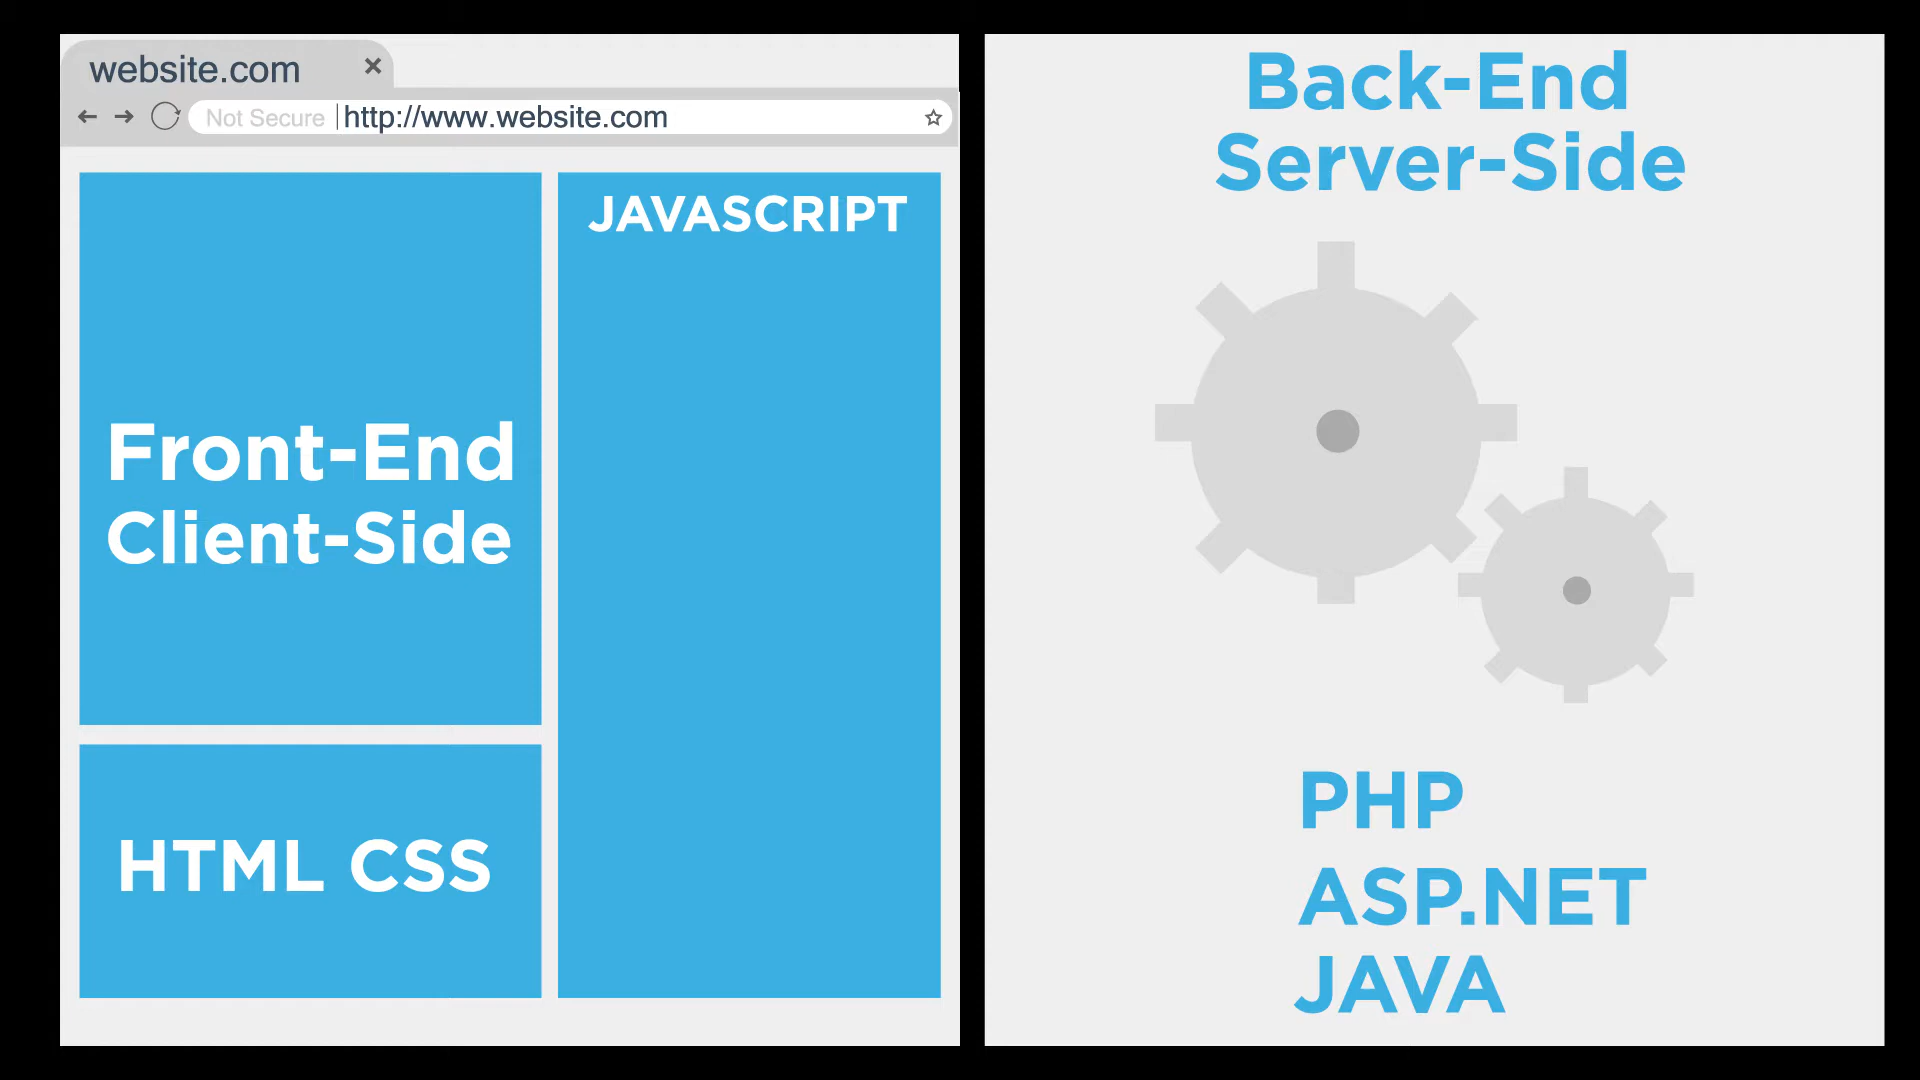 website.com
Not Secure http://www.website.com
JAVASCRIPT
Front-End
Client-Side
HTML CSS
Back-End
Server-Side
PHP
ASP.NET
JAVA